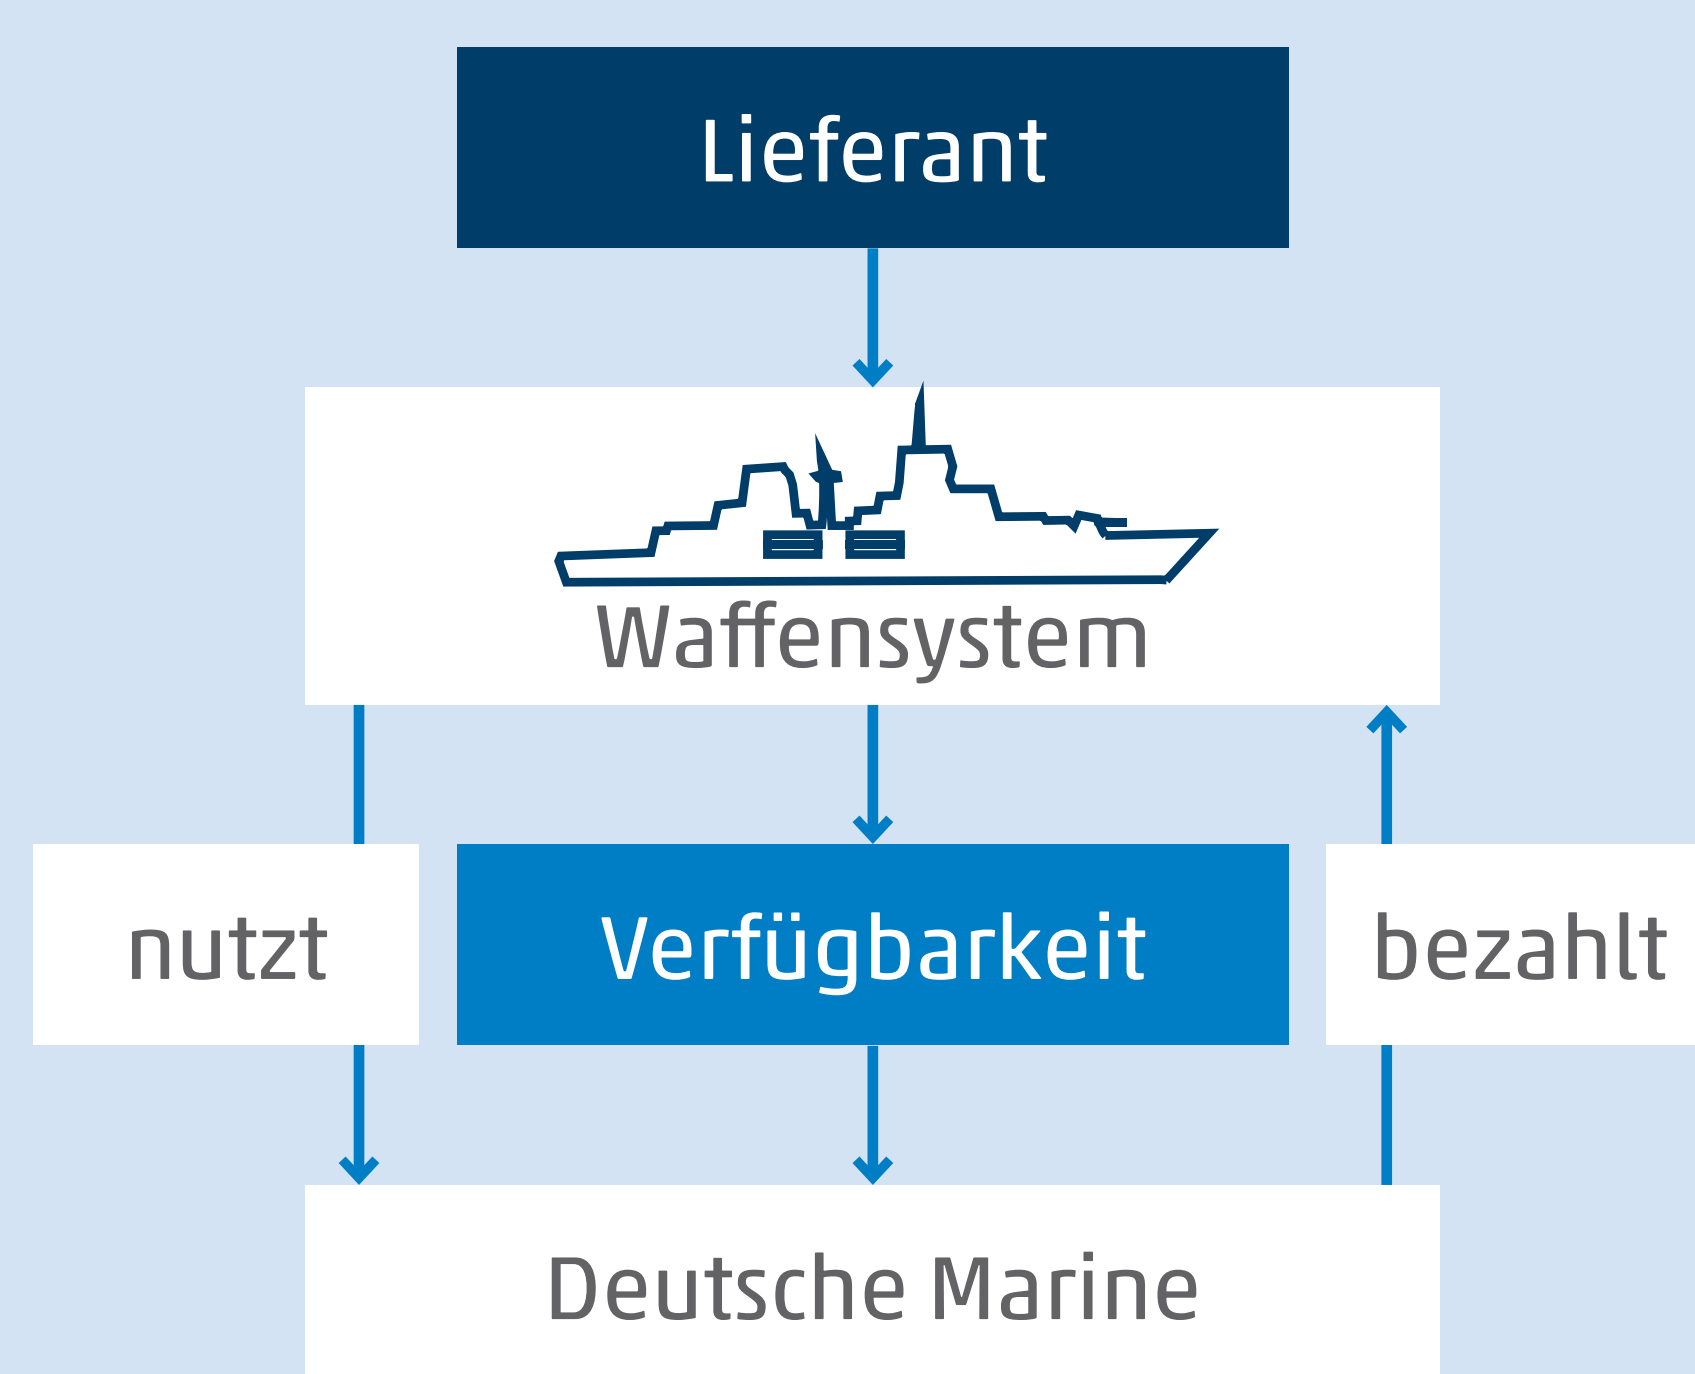 Lieferant
Waffensystem
nutzt
Verfügbarkeit
bezahlt
Deutsche Marine